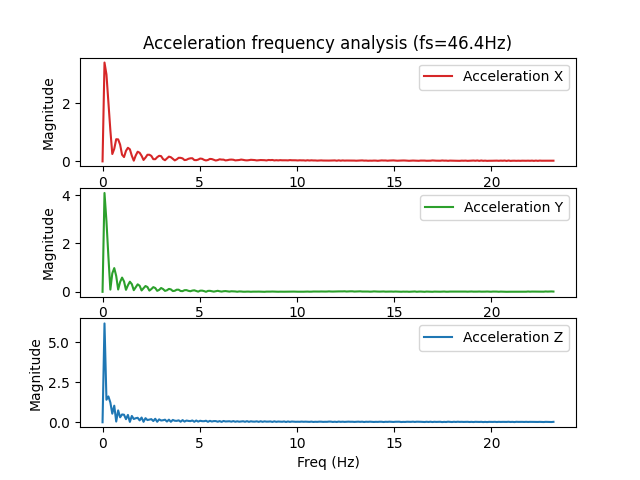 Acceleration frequency analysis (fs=46.4Hz)
Magnitude
2
0
Acceleration X
0 5 10 15 20
Magnitude
4
2
0
Acceleration Y
0 5 10 15 20
Magnitude
5.0
2.5
0.0
Acceleration Z
0 5 10 15 20
Freq (Hz)